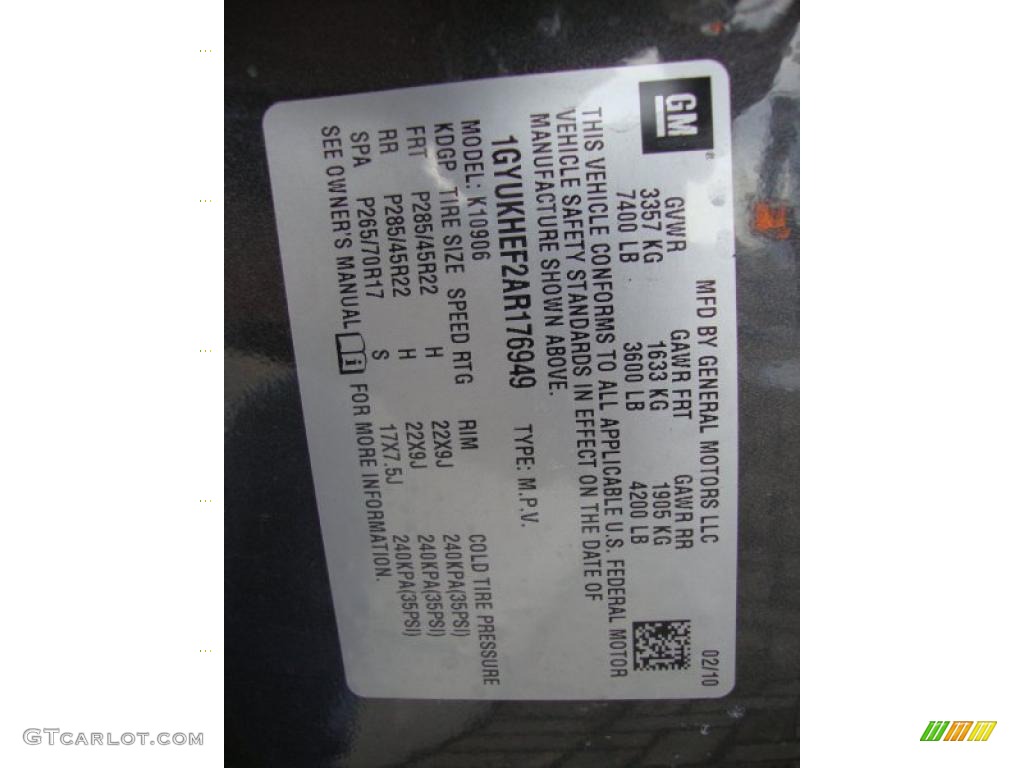 GM
MFD BY GENERAL MOTORS LLC 02/10
GVWR GAWR FRT GAWR RR
3357 KG 1633 KG 1905 KG
7400 LB 3600 LB 4200 LB
THIS VEHICLE CONFORMS TO ALL APPLICABLE U.S. FEDERAL MOTOR
VEHICLE SAFETY STANDARDS IN EFFECT ON THE DATE OF
MANUFACTURE SHOWN ABOVE.
1GYUKHEF2AR176949 TYPE: M.P.V.
MODEL: K10906
KDGP TIRE SIZE SPEED RTG RIM COLD TIRE PRESSURE
FRT P285/45R22 H 22X9J 240KPA(35PSI)
RR P285/45R22 H 22X9J 240KPA(35PSI)
SPA P265/70R17 S 17X7.5J 240KPA(35PSI)
SEE OWNER'S MANUAL i FOR MORE INFORMATION.
GTCarLot.com